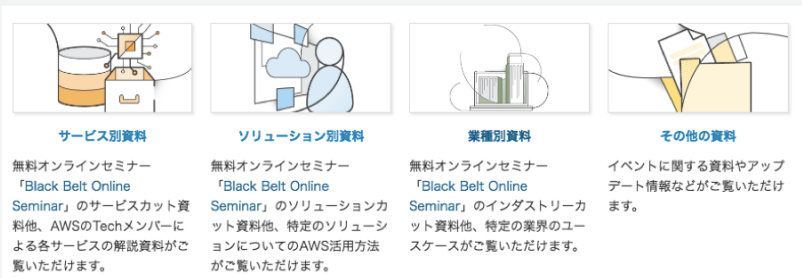 サービス別資料
無料オンラインセミナー
「Black Belt Online
Seminar」のサービスカット資
料他、AWSのTechメンバーに
よる各サービスの解説資料がご
覧いただけます。
ソリューション別資料
無料オンラインセミナー
「Black Belt Online
Seminar」のソリューションカ
ット資料他、特定のソリューショ
ンについてのAWS活用方法
がご覧いただけます。
業種別資料
無料オンラインセミナー
「Black Belt Online
Seminar」のインダストリーカ
ット資料他、特定の業界のユー
スケースがご覧いただけます。
その他の資料
イベントに関する資料やアップ
デート情報などがご覧いただけ
ます。